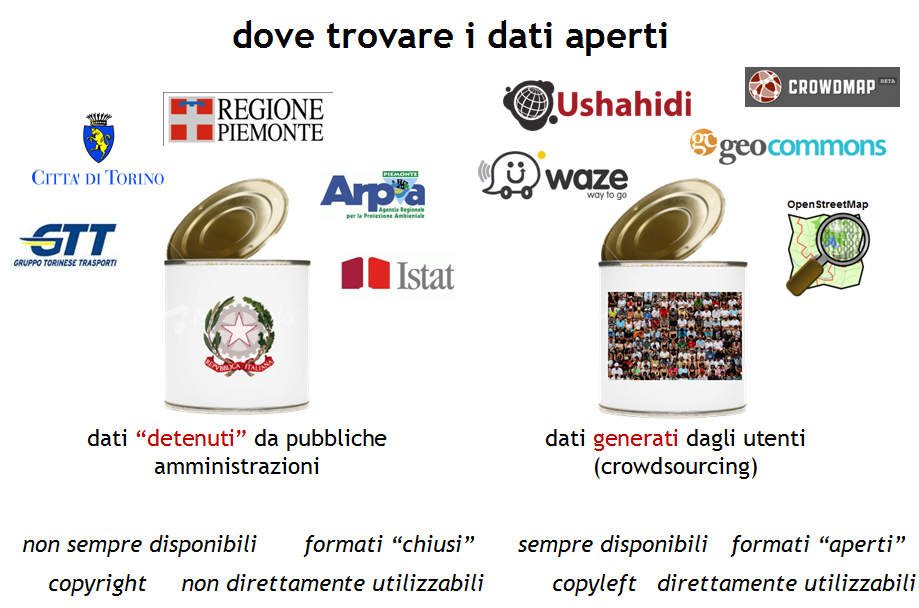 dove trovare i dati aperti
REGIONE
PIEMONTE
CITTA' DI TORINO
GTT
GRUPPO TORINESE TRASPORTI
PIEMONTE
Arpa
Agenzia Regionale
per la Protezione Ambientale
Istat
REPVBBLICA ITALIANA
dati “detenuti” da pubbliche
amministrazioni
non sempre disponibili formati “chiusi”
copyright non direttamente utilizzabili
Ushahidi
CROWDMAP BETA
gc geocommons
waze
way to go
OpenStreetMap
dati generati dagli utenti
(crowdsourcing)
sempre disponibili formati “aperti”
copyleft direttamente utilizzabili